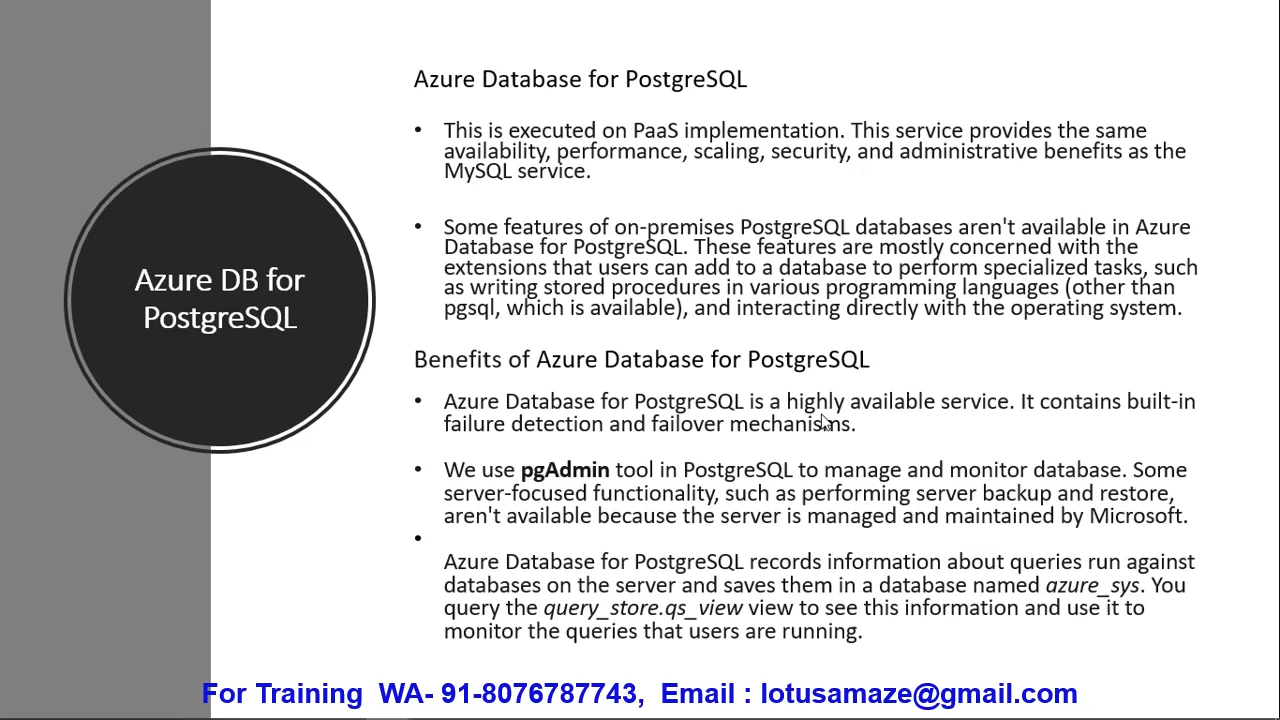 Azure DB for
PostgreSQL
Azure Database for PostgreSQL
• This is executed on PaaS implementation. This service provides the same
availability, performance, scaling, security, and administrative benefits as the
MySQL service.
• Some features of on-premises PostgreSQL databases aren't available in Azure
Database for PostgreSQL. These features are mostly concerned with the
extensions that users can add to a database to perform specialized tasks, such
as writing stored procedures in various programming languages (other than
pgsql, which is available), and interacting directly with the operating system.
Benefits of Azure Database for PostgreSQL
• Azure Database for PostgreSQL is a highly available service. It contains built-in
failure detection and failover mechanisms.
• We use pgAdmin tool in PostgreSQL to manage and monitor database. Some
server-focused functionality, such as performing server backup and restore,
aren't available because the server is managed and maintained by Microsoft.
•
Azure Database for PostgreSQL records information about queries run against
databases on the server and saves them in a database named azure_sys. You
query the query_store.qs_view view to see this information and use it to
monitor the queries that users are running.
For Training WA- 91-8076787743, Email : lotusamaze@gmail.com